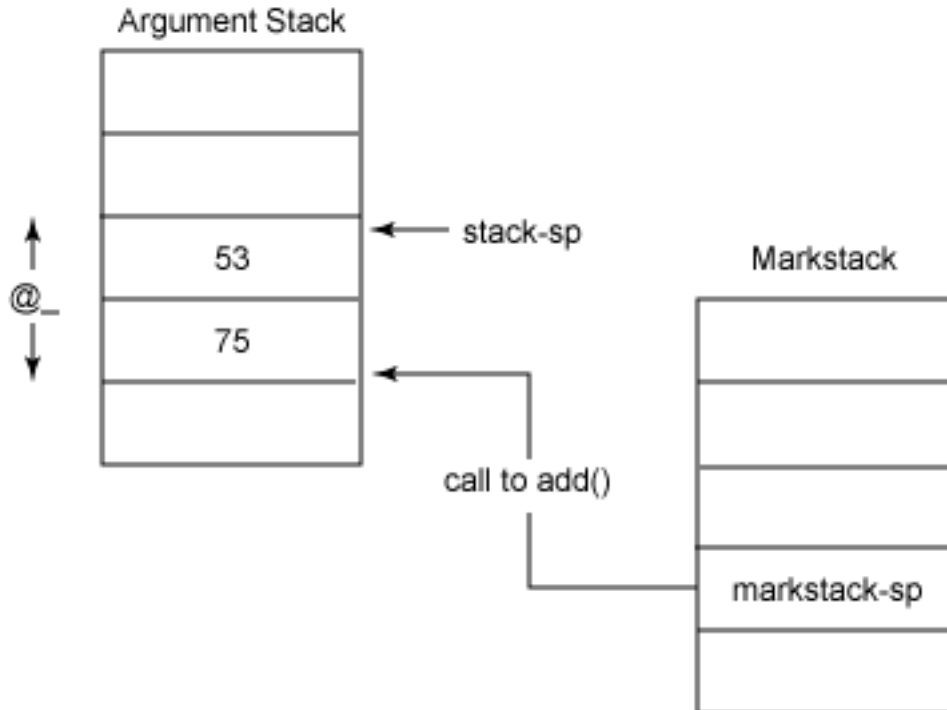 Argument Stack
stack-sp
53
Markstack
@_
75
call to add()
markstack-sp